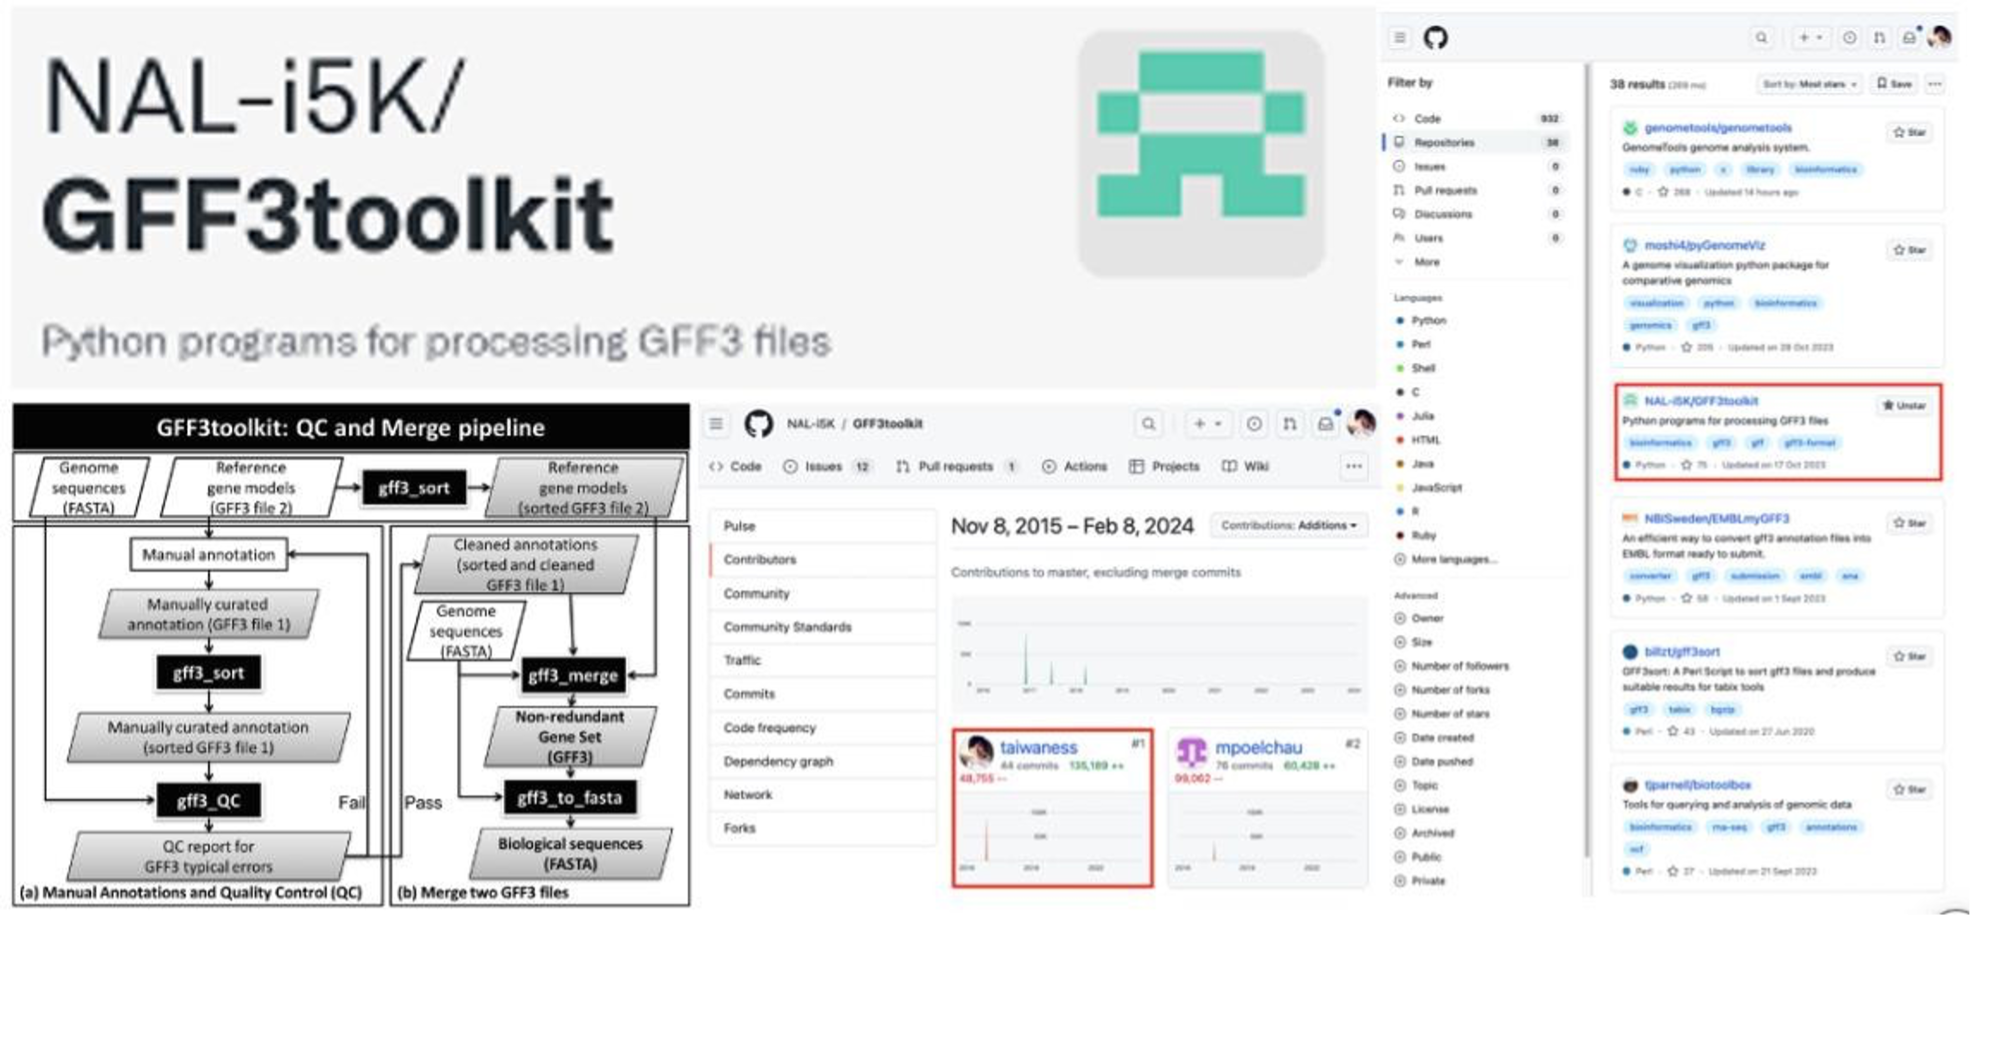 NAL-i5K/
GFF3toolkit
Python programs for processing GFF3 files
GFF3toolkit: QC and Merge pipeline
Genome
sequences
(FASTA)
Reference
gene models
(GFF3 file 2)
gff3_sort
Reference
gene models
(sorted GFF3 file 2)
Manual annotation
Manually curated
annotation (GFF3 file 1)
gff3_sort
Manually curated annotation
(sorted GFF3 file 1)
gff3_QC
Fail
Pass
QC report for
GFF3 typical errors
(a) Manual Annotations and Quality Control (QC)
Cleaned annotations
(sorted and cleaned
GFF3 file 1)
Genome
sequences
(FASTA)
gff3_merge
Non-redundant
Gene Set
(GFF3)
gff3_to_fasta
Biological sequences
(FASTA)
(b) Merge two GFF3 files
NAL-i5K / GFF3toolkit
Code Issues 12 Pull requests 1 Actions Projects Wiki
Pulse
Contributors
Community
Community Standards
Traffic
Commits
Code frequency
Dependency graph
Network
Forks
Nov 8, 2015 – Feb 8, 2024
Contributions: Additions
Contributions to master, excluding merge commits
2016 2017 2018 2019 2020 2021 2022 2023 2024
taiwaness #1
44 commits 135,189 ++
48,755 --
mpoelchau #2
76 commits 60,428 ++
99,062 --
Filter by
Code 932
Repositories 38
Issues 0
Pull requests 0
Discussions 0
Users 0
More
Languages
Python
Perl
Shell
C
Julia
HTML
Java
JavaScript
R
Ruby
More languages...
Advanced
Owner
Size
Number of followers
Number of forks
Number of stars
Date created
Date pushed
Topic
License
Archived
Public
Private
38 results
Sort by: Most stars
Save
genometools/genometools
Star
GenomeTools genome analysis system.
ruby python c library bioinformatics
C · 268 · Updated 14 hours ago
moshi4/pyGenomeViz
Star
A genome visualization python package for
comparative genomics
visualization python bioinformatics
genomics gff3
Python · 205 · Updated on 28 Oct 2023
NAL-i5K/GFF3toolkit
Unstar
Python programs for processing GFF3 files
bioinformatics gff3 gff gff3-format
Python · 75 · Updated on 17 Oct 2023
NBISweden/EMBLmyGFF3
Star
An efficient way to convert gff3 annotation files into
EMBL format ready to submit.
converter gff3 submission embl ena
Python · 58 · Updated on 1 Sept 2023
billzt/gff3sort
Star
GFF3sort: A Perl Script to sort gff3 files and produce
suitable results for tabix tools
gff3 tabix bgzip
Perl · 43 · Updated on 27 Jun 2020
tjparnell/biotoolbox
Star
Tools for querying and analysis of genomic data
bioinformatics rna-seq gff3 annotations
Perl · 27 · Updated on 21 Sept 2023